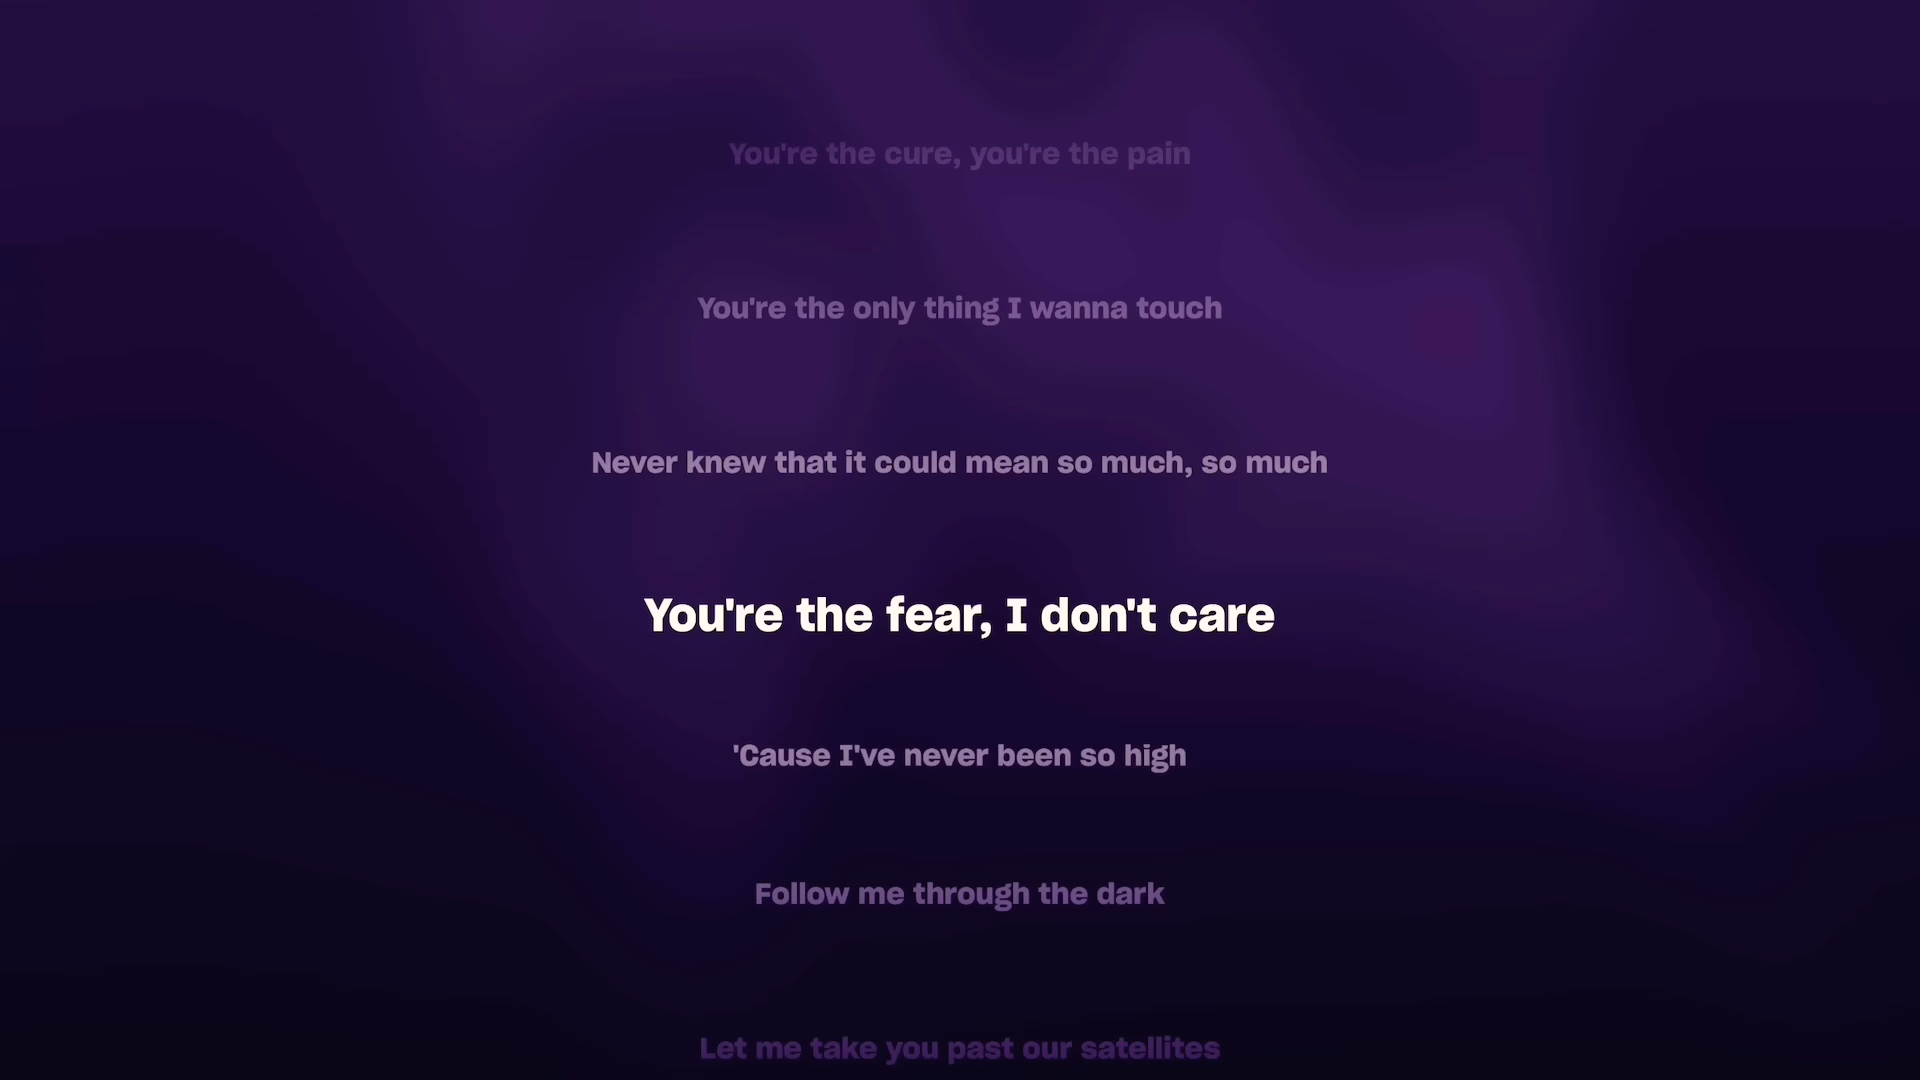 You're the cure, you're the pain
You're the only thing I wanna touch
Never knew that it could mean so much, so much
You're the fear, I don't care
'Cause I've never been so high
Follow me through the dark
Let me take you past our satellites